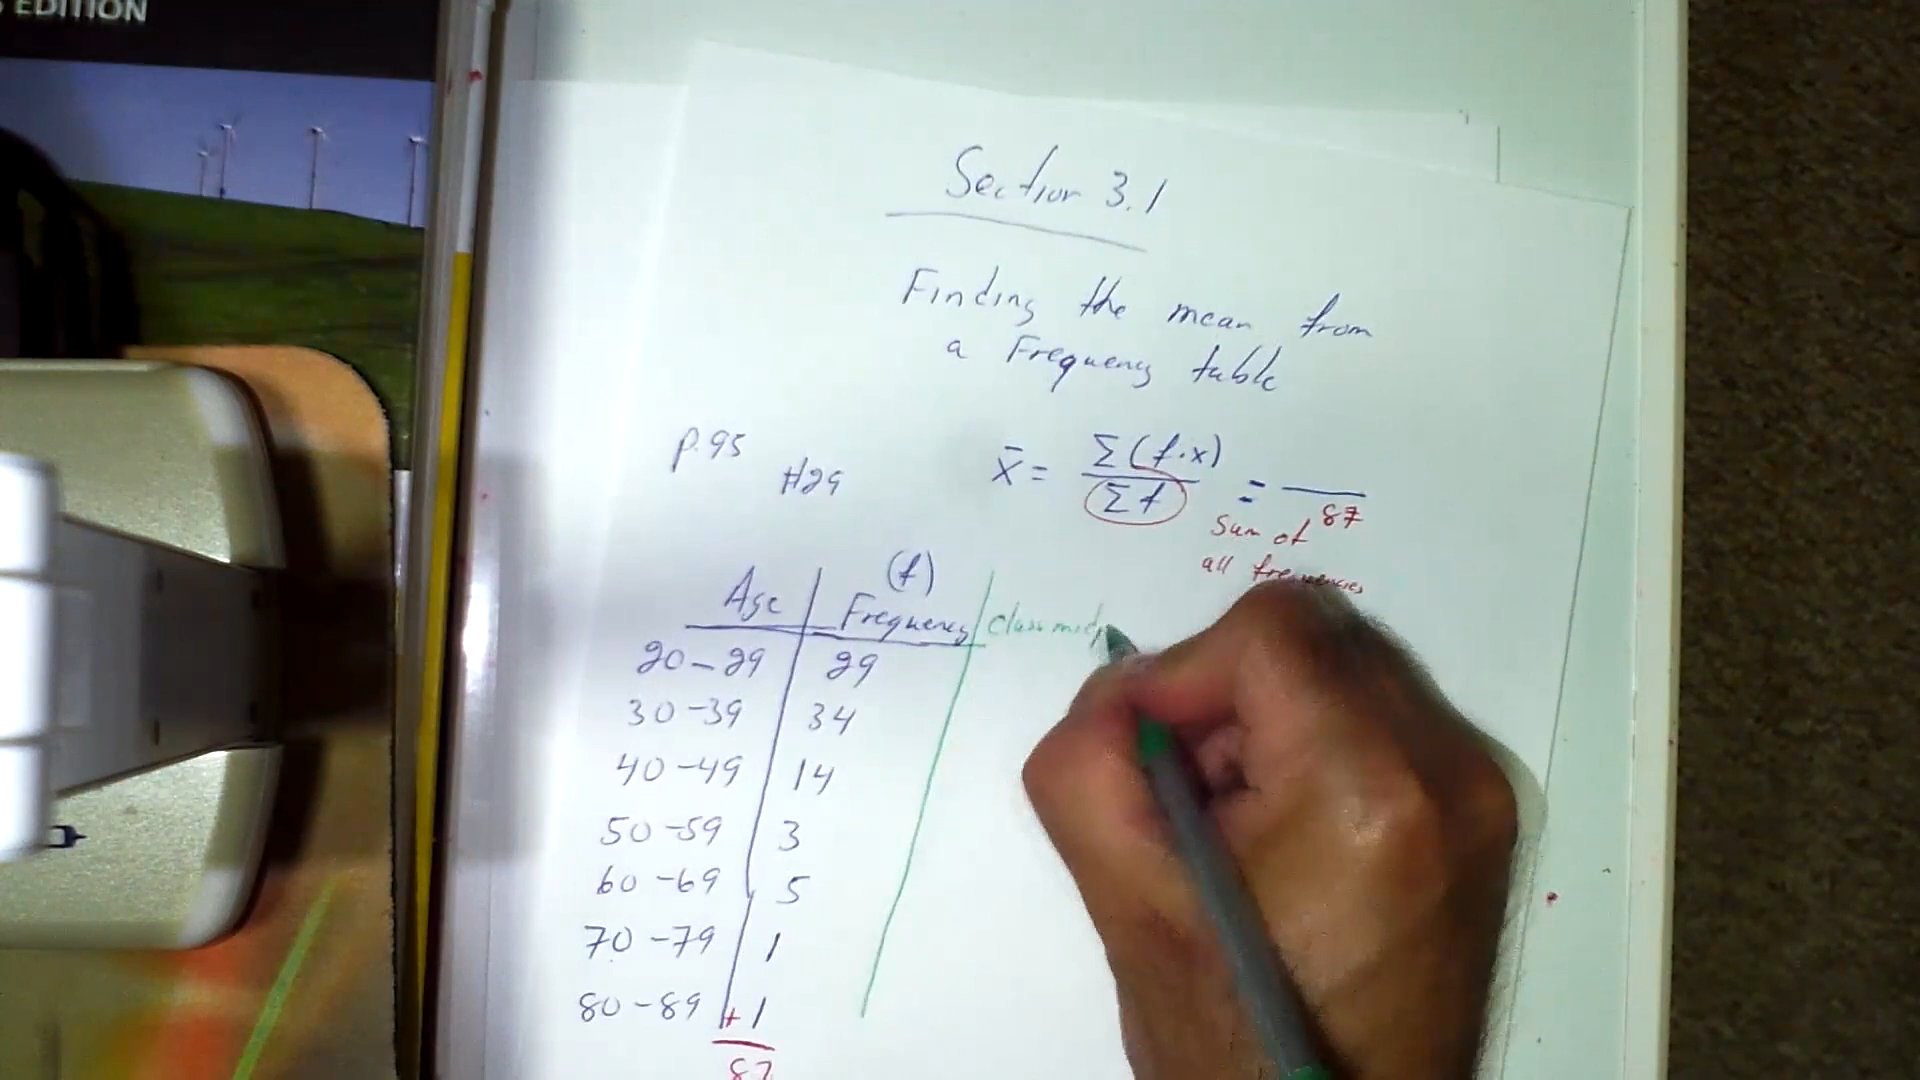 EDITION
Section 3.1
Finding the mean from
a Frequency table
p.95
#29
x̄ = Σ(f·x) / Σf = __ / 87
Sum of
all frequencies
(f)
Age Frequency Class midp
20-29 29
30-39 34
40-49 14
50-59 3
60-69 5
70-79 1
80-89 +1
87